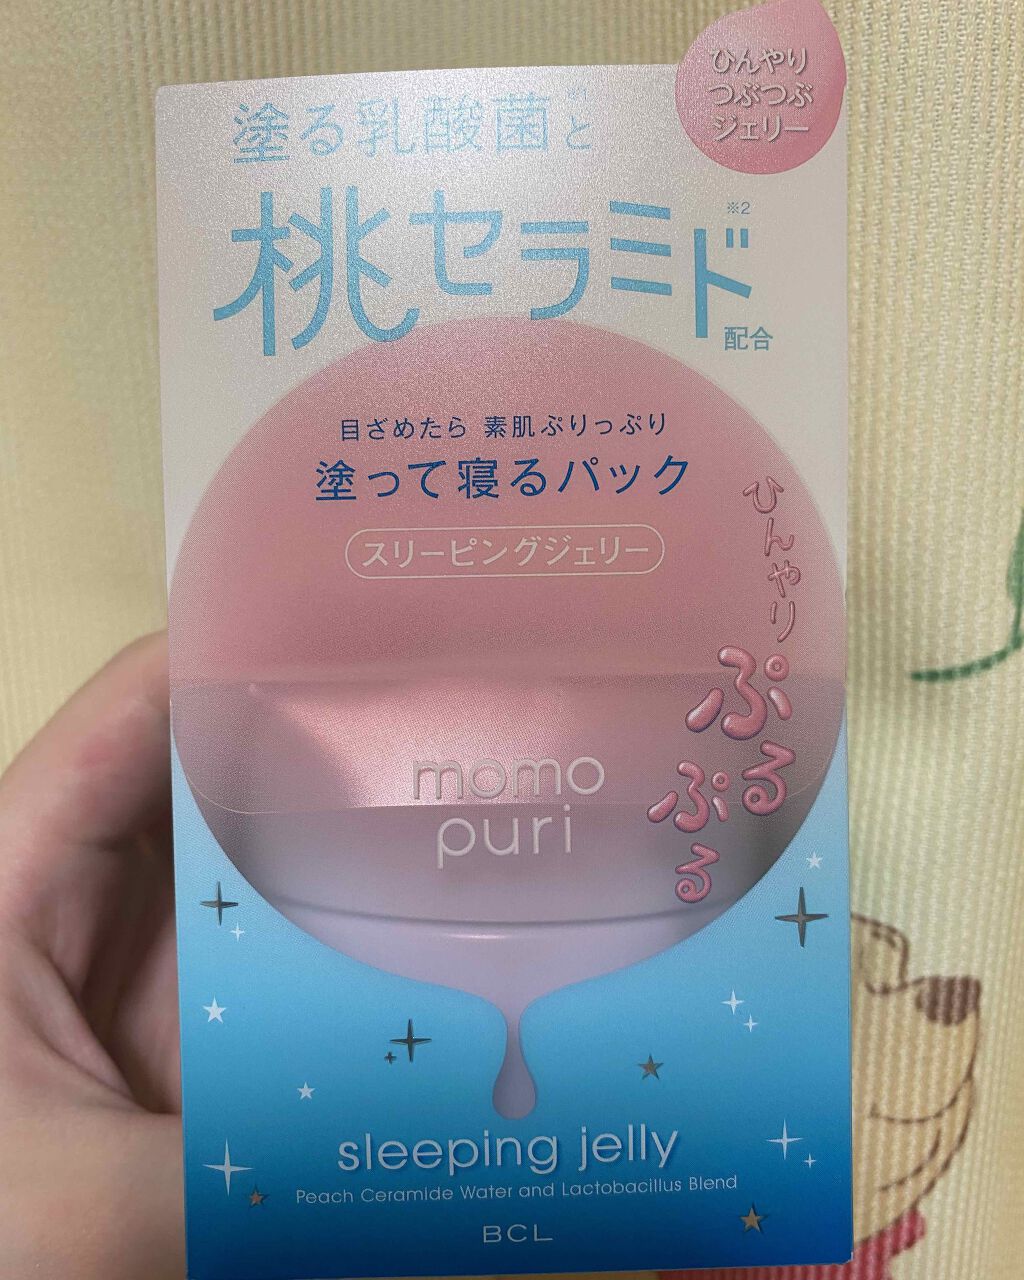 ひんやり
つぶつぶ
ジェリー
塗る乳酸菌※1と
桃セラミド※2
配合
目ざめたら 素肌ぷりっぷり
塗って寝るパック
スリーピングジェリー
ひんやり
ぷる
ぷる
momo
puri
sleeping jelly
Peach Ceramide Water and Lactobacillus Blend
BCL